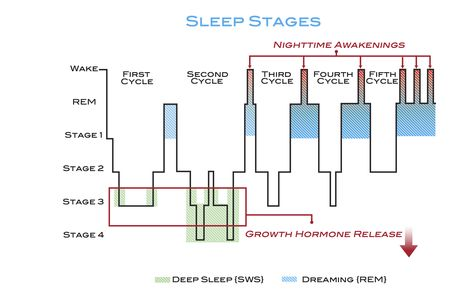 Sleep Stages
Nighttime Awakenings
Wake
First
Cycle
Second
Cycle
Third
Cycle
Fourth
Cycle
Fifth
Cycle
REM
Stage 1
Stage 2
Stage 3
Stage 4
Growth Hormone Release
Deep Sleep (SWS)
Dreaming (REM)